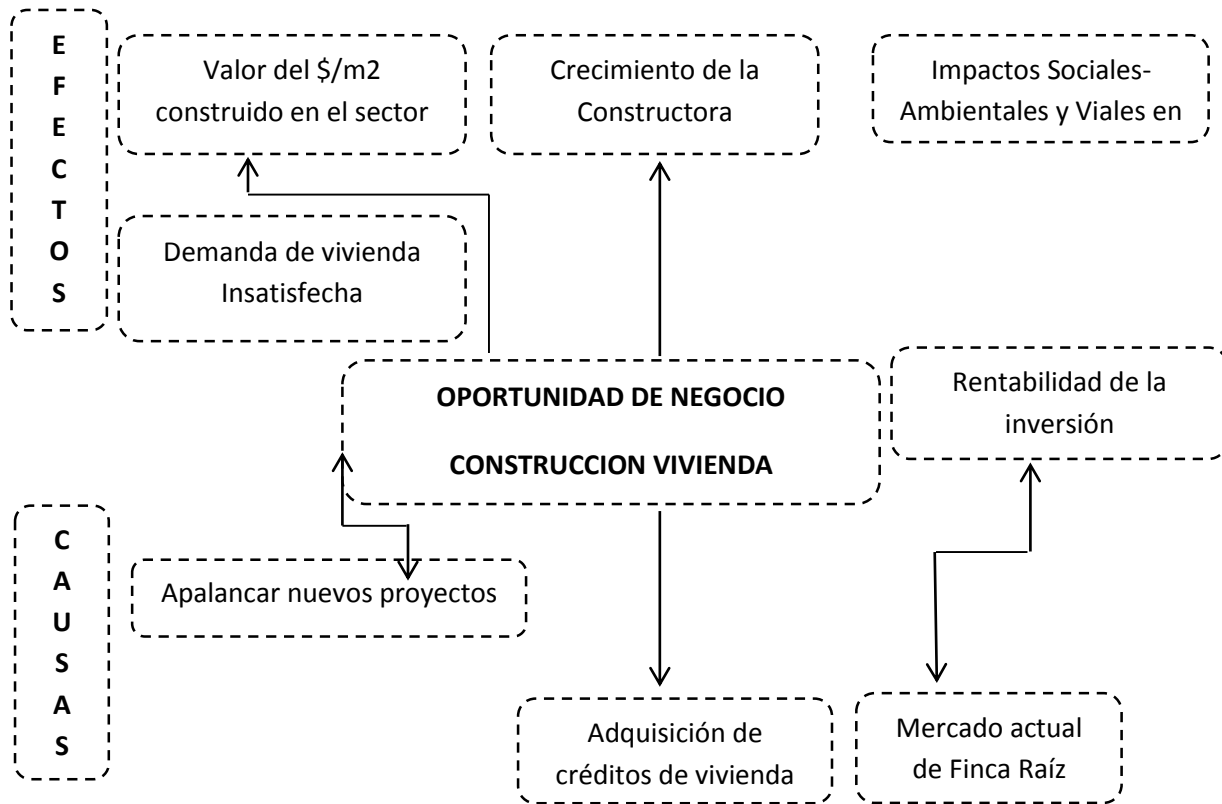 E
F
E
C
T
O
S
Valor del $/m2
construido en el sector
Crecimiento de la
Constructora
Impactos Sociales-
Ambientales y Viales en
Demanda de vivienda
Insatisfecha
OPORTUNIDAD DE NEGOCIO
CONSTRUCCION VIVIENDA
Rentabilidad de la
inversión
C
A
U
S
A
S
Apalancar nuevos proyectos
Adquisición de
créditos de vivienda
Mercado actual
de Finca Raíz